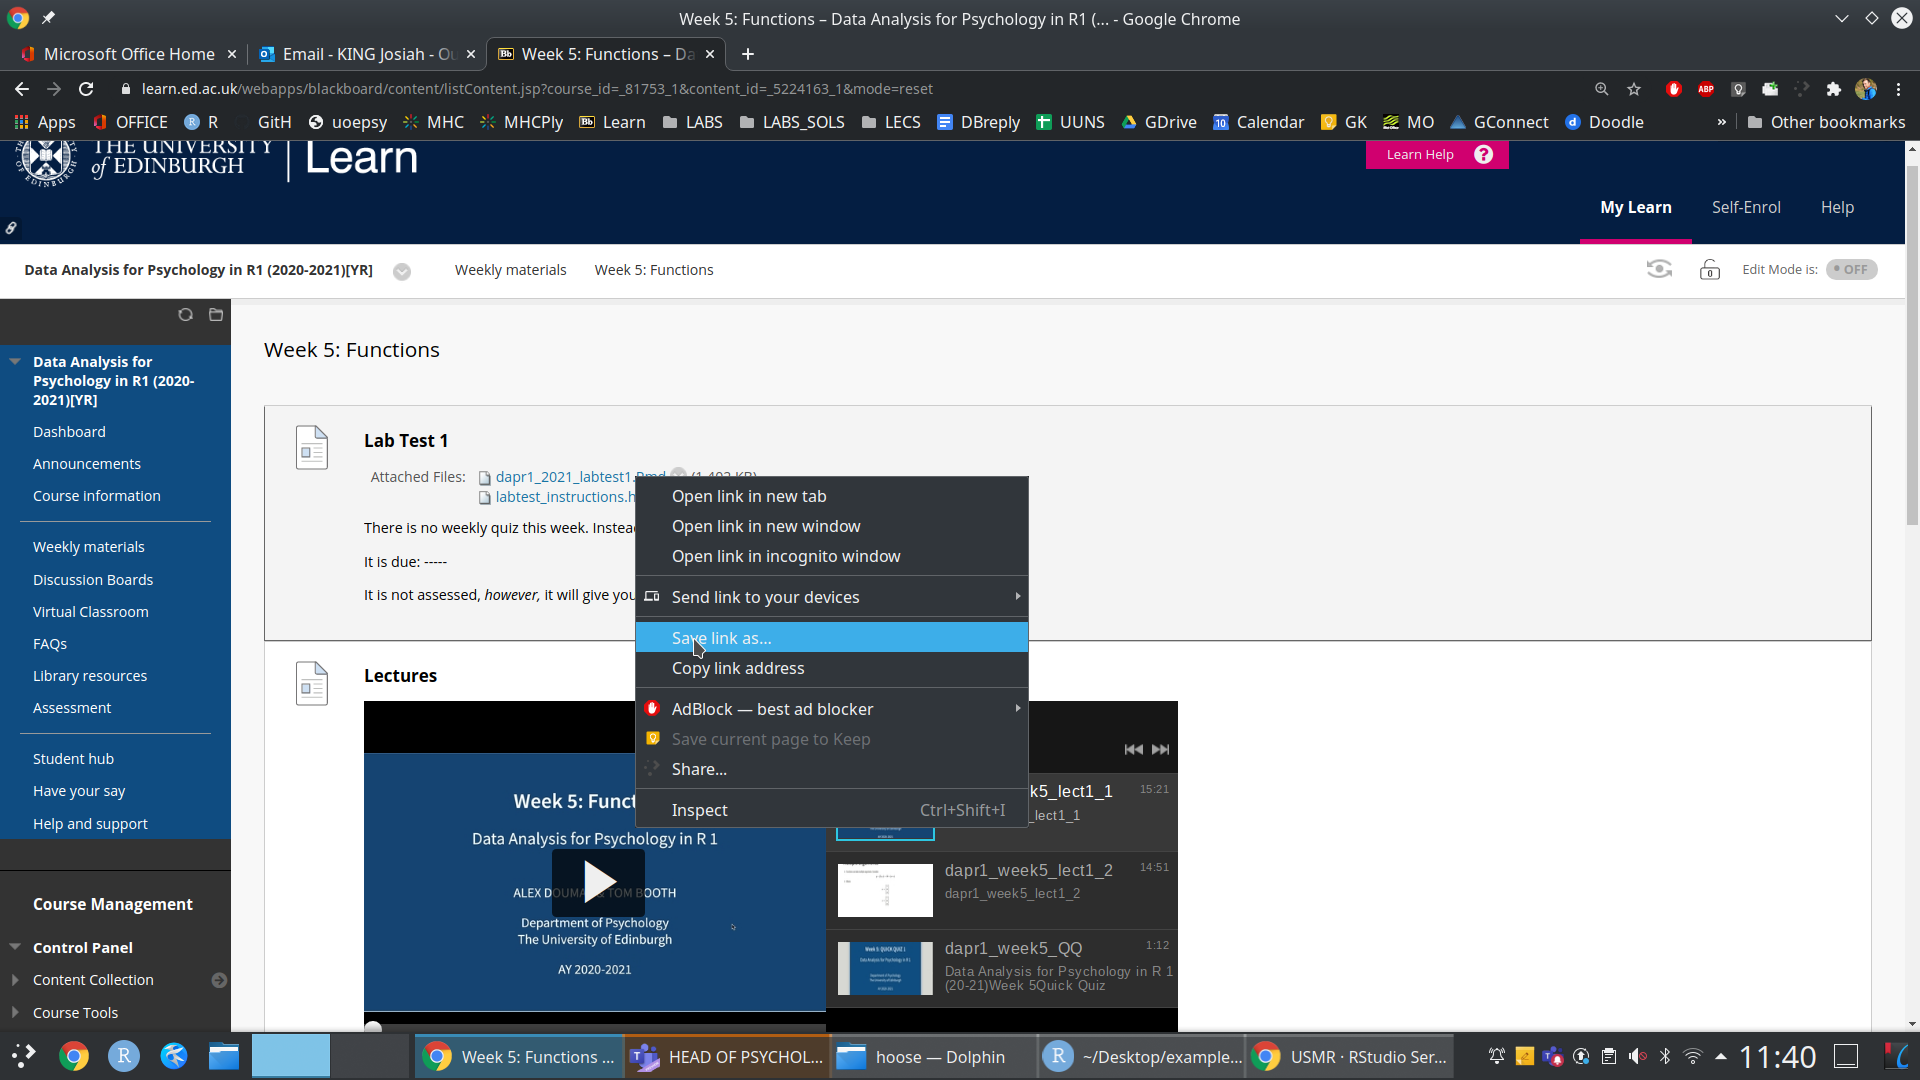 Week 5: Functions – Data Analysis for Psychology in R1 (... - Google Chrome
Microsoft Office Home
Email - KING Josiah - Ou
Week 5: Functions – Da
learn.ed.ac.uk/webapps/blackboard/content/listContent.jsp?course_id=_81753_1&content_id=_5224163_1&mode=reset
Apps OFFICE R GitH uoepsy MHC MHCPly Learn LABS LABS_SOLS LECS DBreply UUNS GDrive Calendar GK MO GConnect Doodle » Other bookmarks
THE UNIVERSITY
of EDINBURGH
Learn
Learn Help ?
My Learn Self-Enrol Help
Data Analysis for Psychology in R1 (2020-2021)[YR] Weekly materials Week 5: Functions
Edit Mode is: OFF
Data Analysis for
Psychology in R1 (2020-
2021)[YR]
Dashboard
Announcements
Course information
Weekly materials
Discussion Boards
Virtual Classroom
FAQs
Library resources
Assessment
Student hub
Have your say
Help and support
Course Management
Control Panel
Content Collection
Course Tools
Week 5: Functions
Lab Test 1
Attached Files: dapr1_2021_labtest1.Rmd (1.402 KB)
labtest_instructions.h
There is no weekly quiz this week. Instea
It is due: -----
It is not assessed, however, it will give you
Open link in new tab
Open link in new window
Open link in incognito window
Send link to your devices
Save link as...
Copy link address
AdBlock — best ad blocker
Save current page to Keep
Share...
Inspect Ctrl+Shift+I
Lectures
Week 5: Funct
Data Analysis for Psychology in R 1
ALEX DOUMA TOM BOOTH
Department of Psychology
The University of Edinburgh
AY 2020-2021
k5_lect1_1 15:21
_lect1_1
dapr1_week5_lect1_2 14:51
dapr1_week5_lect1_2
dapr1_week5_QQ 1:12
Data Analysis for Psychology in R 1
(20-21)Week 5Quick Quiz
Week 5: Functions ...
HEAD OF PSYCHOL...
hoose — Dolphin
~/Desktop/example...
USMR · RStudio Ser...
11:40